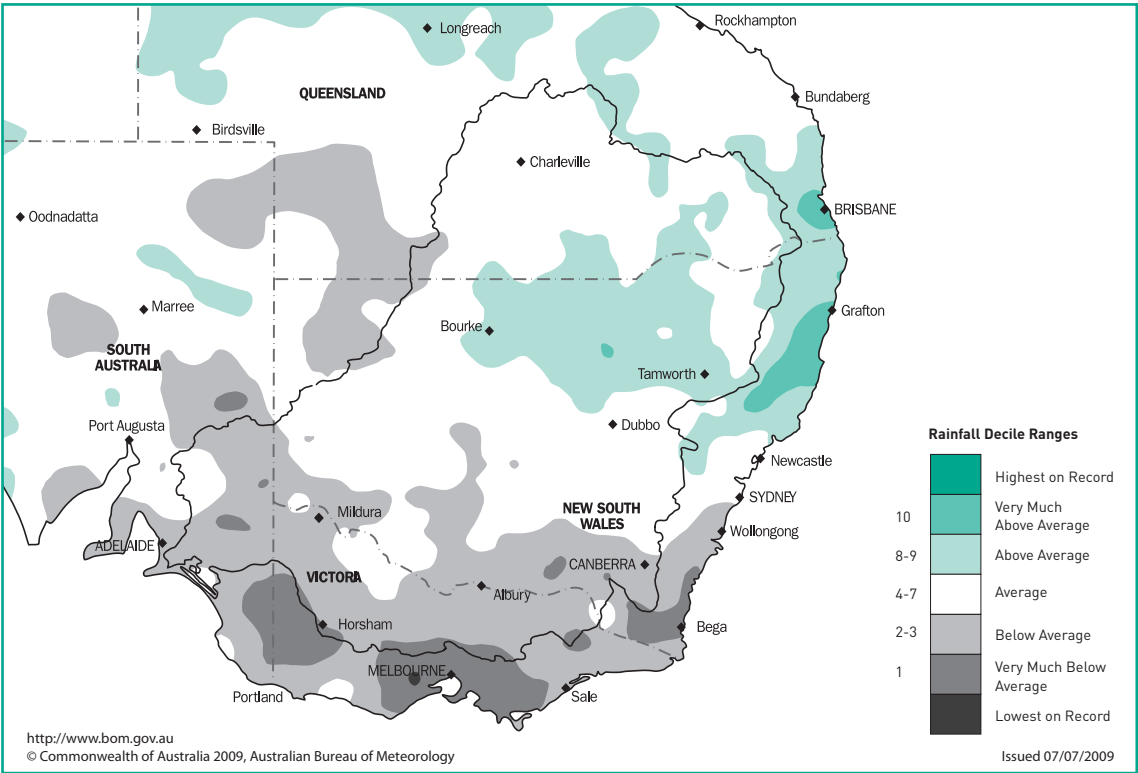 Rockhampton
Longreach
QUEENSLAND
Bundaberg
Birdsville
Charleville
BRISBANE
Oodnadatta
Marree
Grafton
Bourke
SOUTH
AUSTRALIA
Tamworth
Port Augusta
Dubbo
Newcastle
SYDNEY
Mildura
NEW SOUTH
WALES
Wollongong
ADELAIDE
CANBERRA
VICTORIA
Albury
Horsham
Bega
MELBOURNE
Portland
Sale
Rainfall Decile Ranges
Highest on Record
10 Very Much
Above Average
8-9 Above Average
4-7 Average
2-3 Below Average
1 Very Much Below
Average
Lowest on Record
http://www.bom.gov.au
© Commonwealth of Australia 2009, Australian Bureau of Meteorology
Issued 07/07/2009